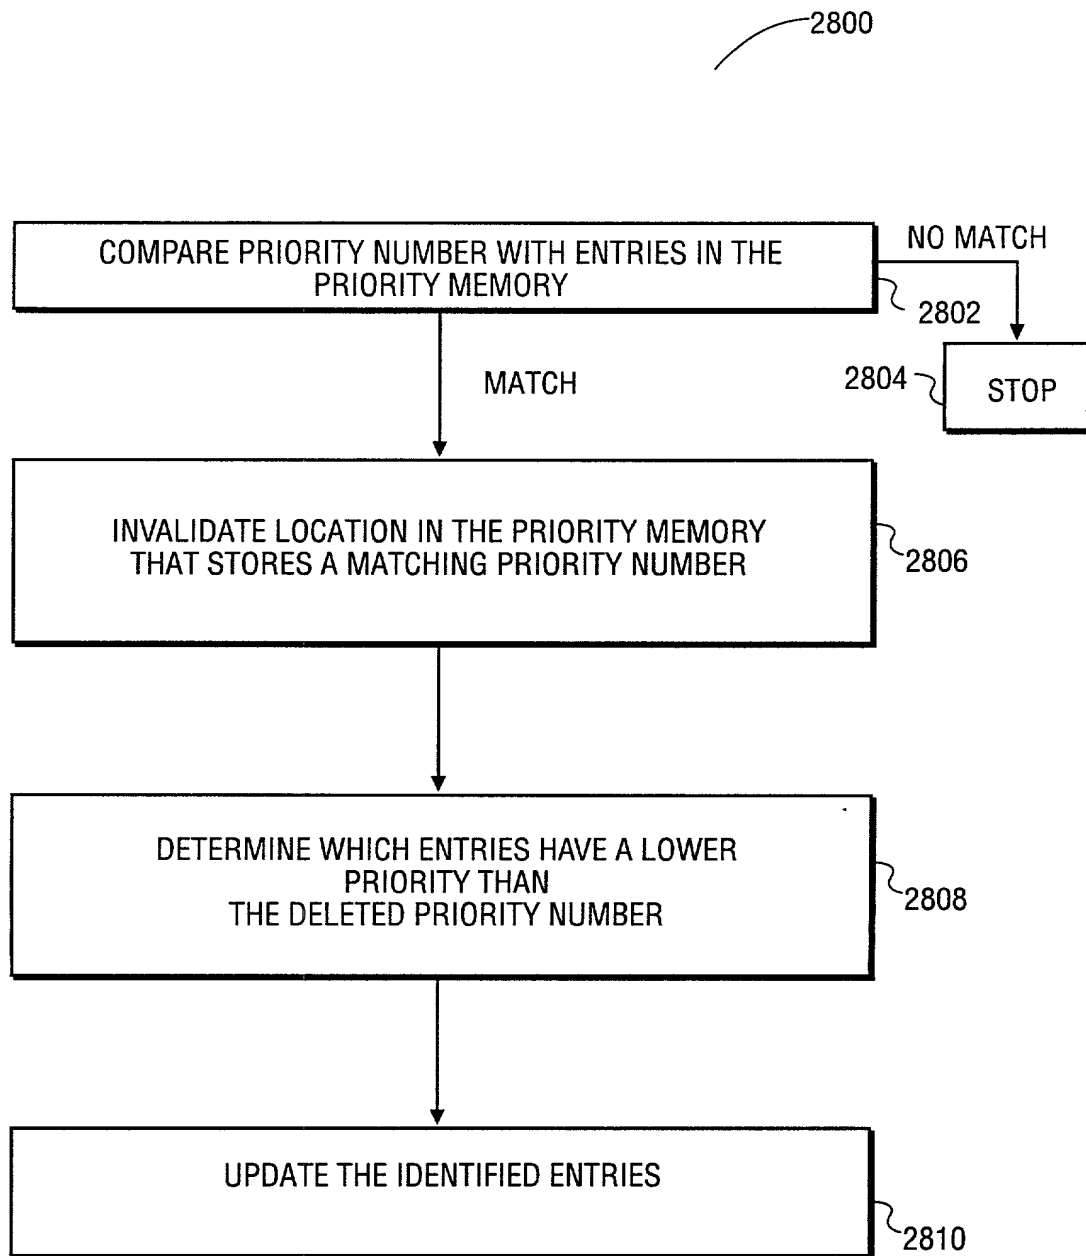 2800
COMPARE PRIORITY NUMBER WITH ENTRIES IN THE
PRIORITY MEMORY
NO MATCH
2802
MATCH
2804
STOP
INVALIDATE LOCATION IN THE PRIORITY MEMORY
THAT STORES A MATCHING PRIORITY NUMBER
2806
DETERMINE WHICH ENTRIES HAVE A LOWER
PRIORITY THAN
THE DELETED PRIORITY NUMBER
2808
UPDATE THE IDENTIFIED ENTRIES
2810